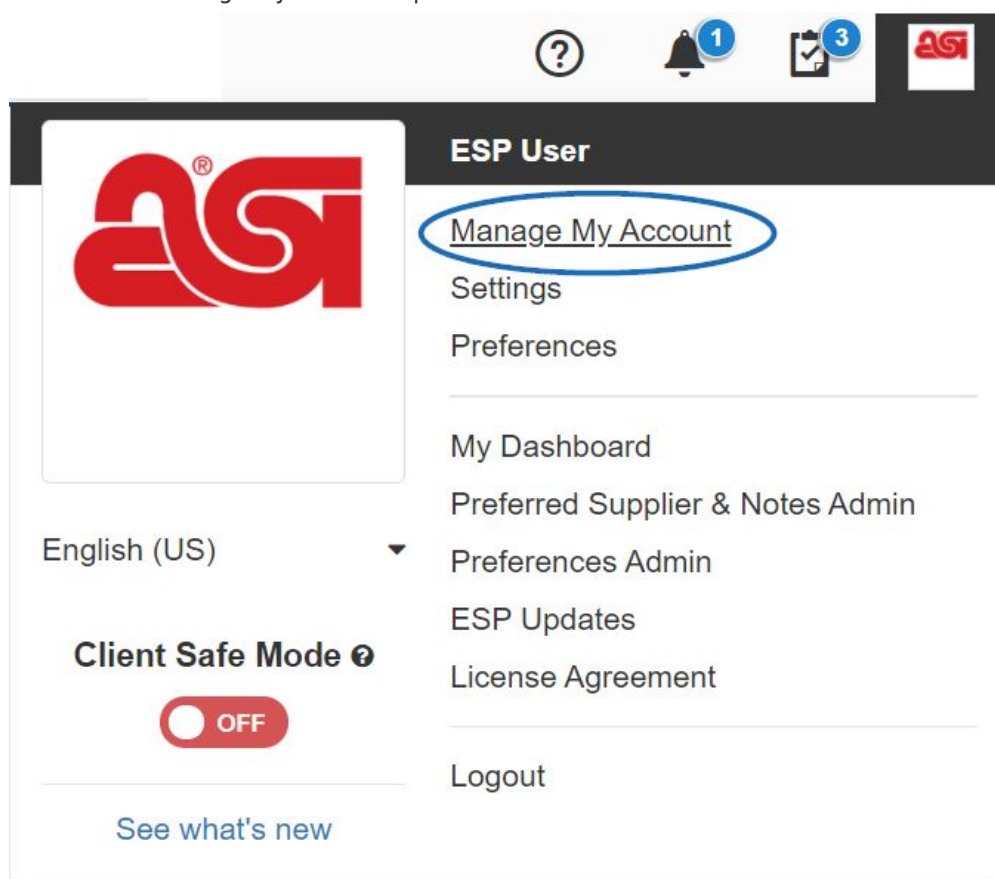 1
3
asi
asi®
ESP User
Manage My Account
Settings
Preferences
My Dashboard
Preferred Supplier & Notes Admin
Preferences Admin
ESP Updates
License Agreement
Logout
English (US)
Client Safe Mode
OFF
See what's new